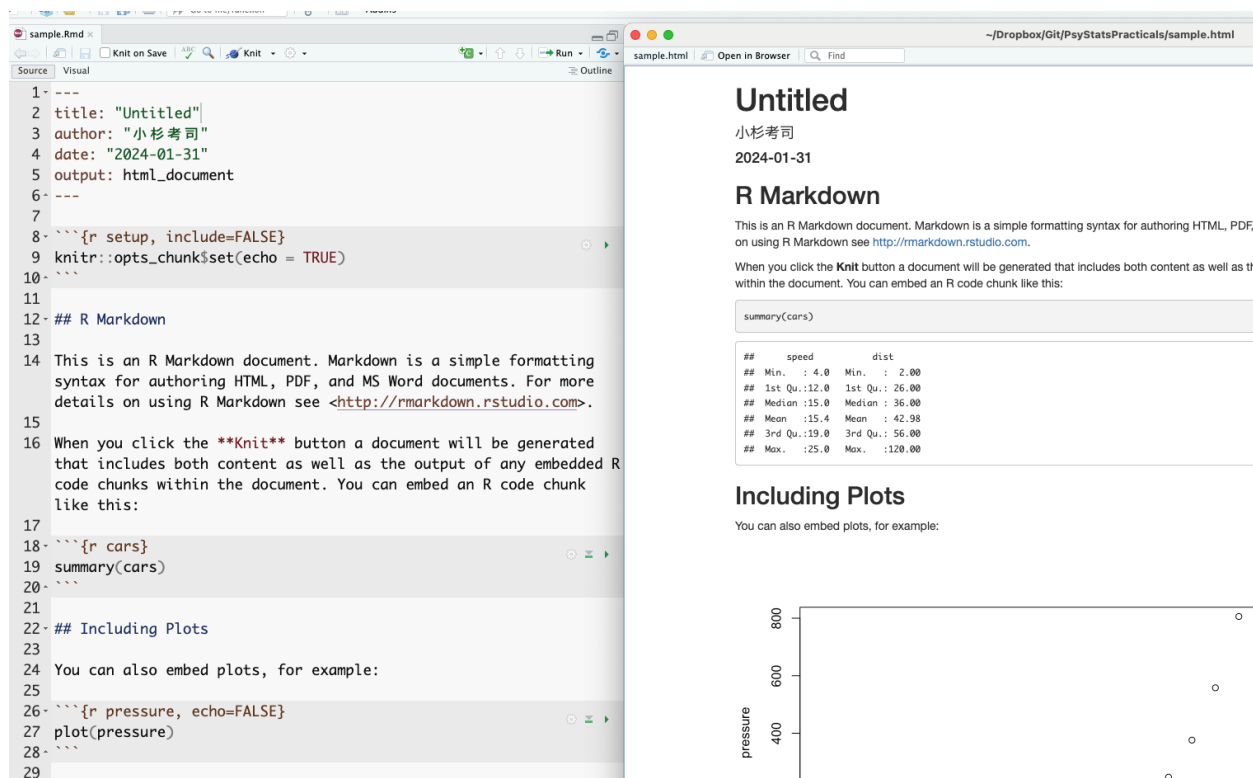 Go to file/function
Addins
sample.Rmd
Knit on Save
ABC
Knit
Run
Source
Visual
Outline
1 ---
2 title: "Untitled"
3 author: "小杉考司"
4 date: "2024-01-31"
5 output: html_document
6 ---
7
8 ```{r setup, include=FALSE}
9 knitr::opts_chunk$set(echo = TRUE)
10 ```
11
12 ## R Markdown
13
14 This is an R Markdown document. Markdown is a simple formatting
syntax for authoring HTML, PDF, and MS Word documents. For more
details on using R Markdown see <http://rmarkdown.rstudio.com>.
15
16 When you click the **Knit** button a document will be generated
that includes both content as well as the output of any embedded R
code chunks within the document. You can embed an R code chunk
like this:
17
18 ```{r cars}
19 summary(cars)
20 ```
21
22 ## Including Plots
23
24 You can also embed plots, for example:
25
26 ```{r pressure, echo=FALSE}
27 plot(pressure)
28 ```
29
~/Dropbox/Git/PsyStatsPracticals/sample.html
sample.html
Open in Browser
Find
Untitled
小杉考司
2024-01-31
R Markdown
This is an R Markdown document. Markdown is a simple formatting syntax for authoring HTML, PDF,
on using R Markdown see http://rmarkdown.rstudio.com.
When you click the Knit button a document will be generated that includes both content as well as th
within the document. You can embed an R code chunk like this:
summary(cars)
##      speed           dist
## Min.   : 4.0   Min.   :  2.00
## 1st Qu.:12.0   1st Qu.: 26.00
## Median :15.0   Median : 36.00
## Mean   :15.4   Mean   : 42.98
## 3rd Qu.:19.0   3rd Qu.: 56.00
## Max.   :25.0   Max.   :120.00
Including Plots
You can also embed plots, for example:
800
600
400
pressure